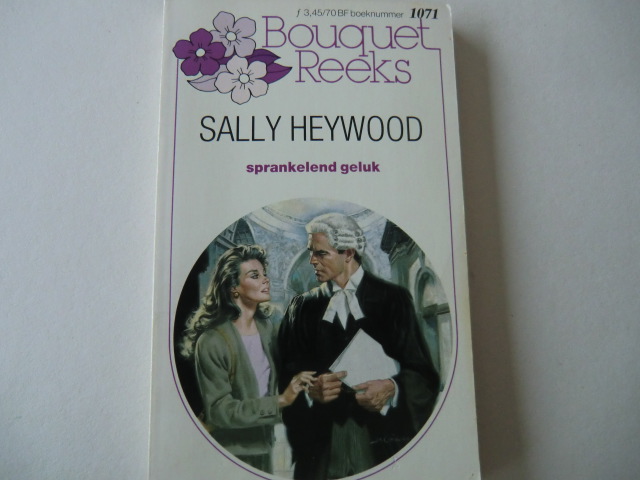 ƒ 3,45/70 BF boeknummer 1071
Bouquet
Reeks
SALLY HEYWOOD
sprankelend geluk